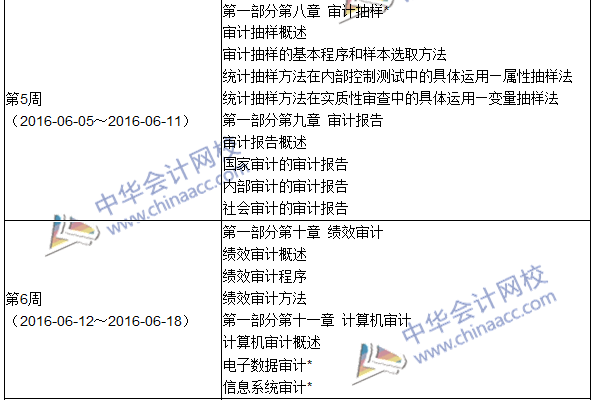 第5周
（2016-06-05～2016-06-11）
第一部分第八章 审计抽样*
审计抽样概述
审计抽样的基本程序和样本选取方法
统计抽样方法在内部控制测试中的具体运用一属性抽样法
统计抽样方法在实质性审查中的具体运用一变量抽样法
第一部分第九章 审计报告
审计报告概述
国家审计的审计报告
内部审计的审计报告
社会审计的审计报告
第6周
（2016-06-12～2016-06-18）
第一部分第十章 绩效审计
绩效审计概述
绩效审计程序
绩效审计方法
第一部分第十一章 计算机审计
计算机审计概述
电子数据审计*
信息系统审计*
中华会计网校
www.chinaacc.com
中华会计网校
www.chinaacc.com